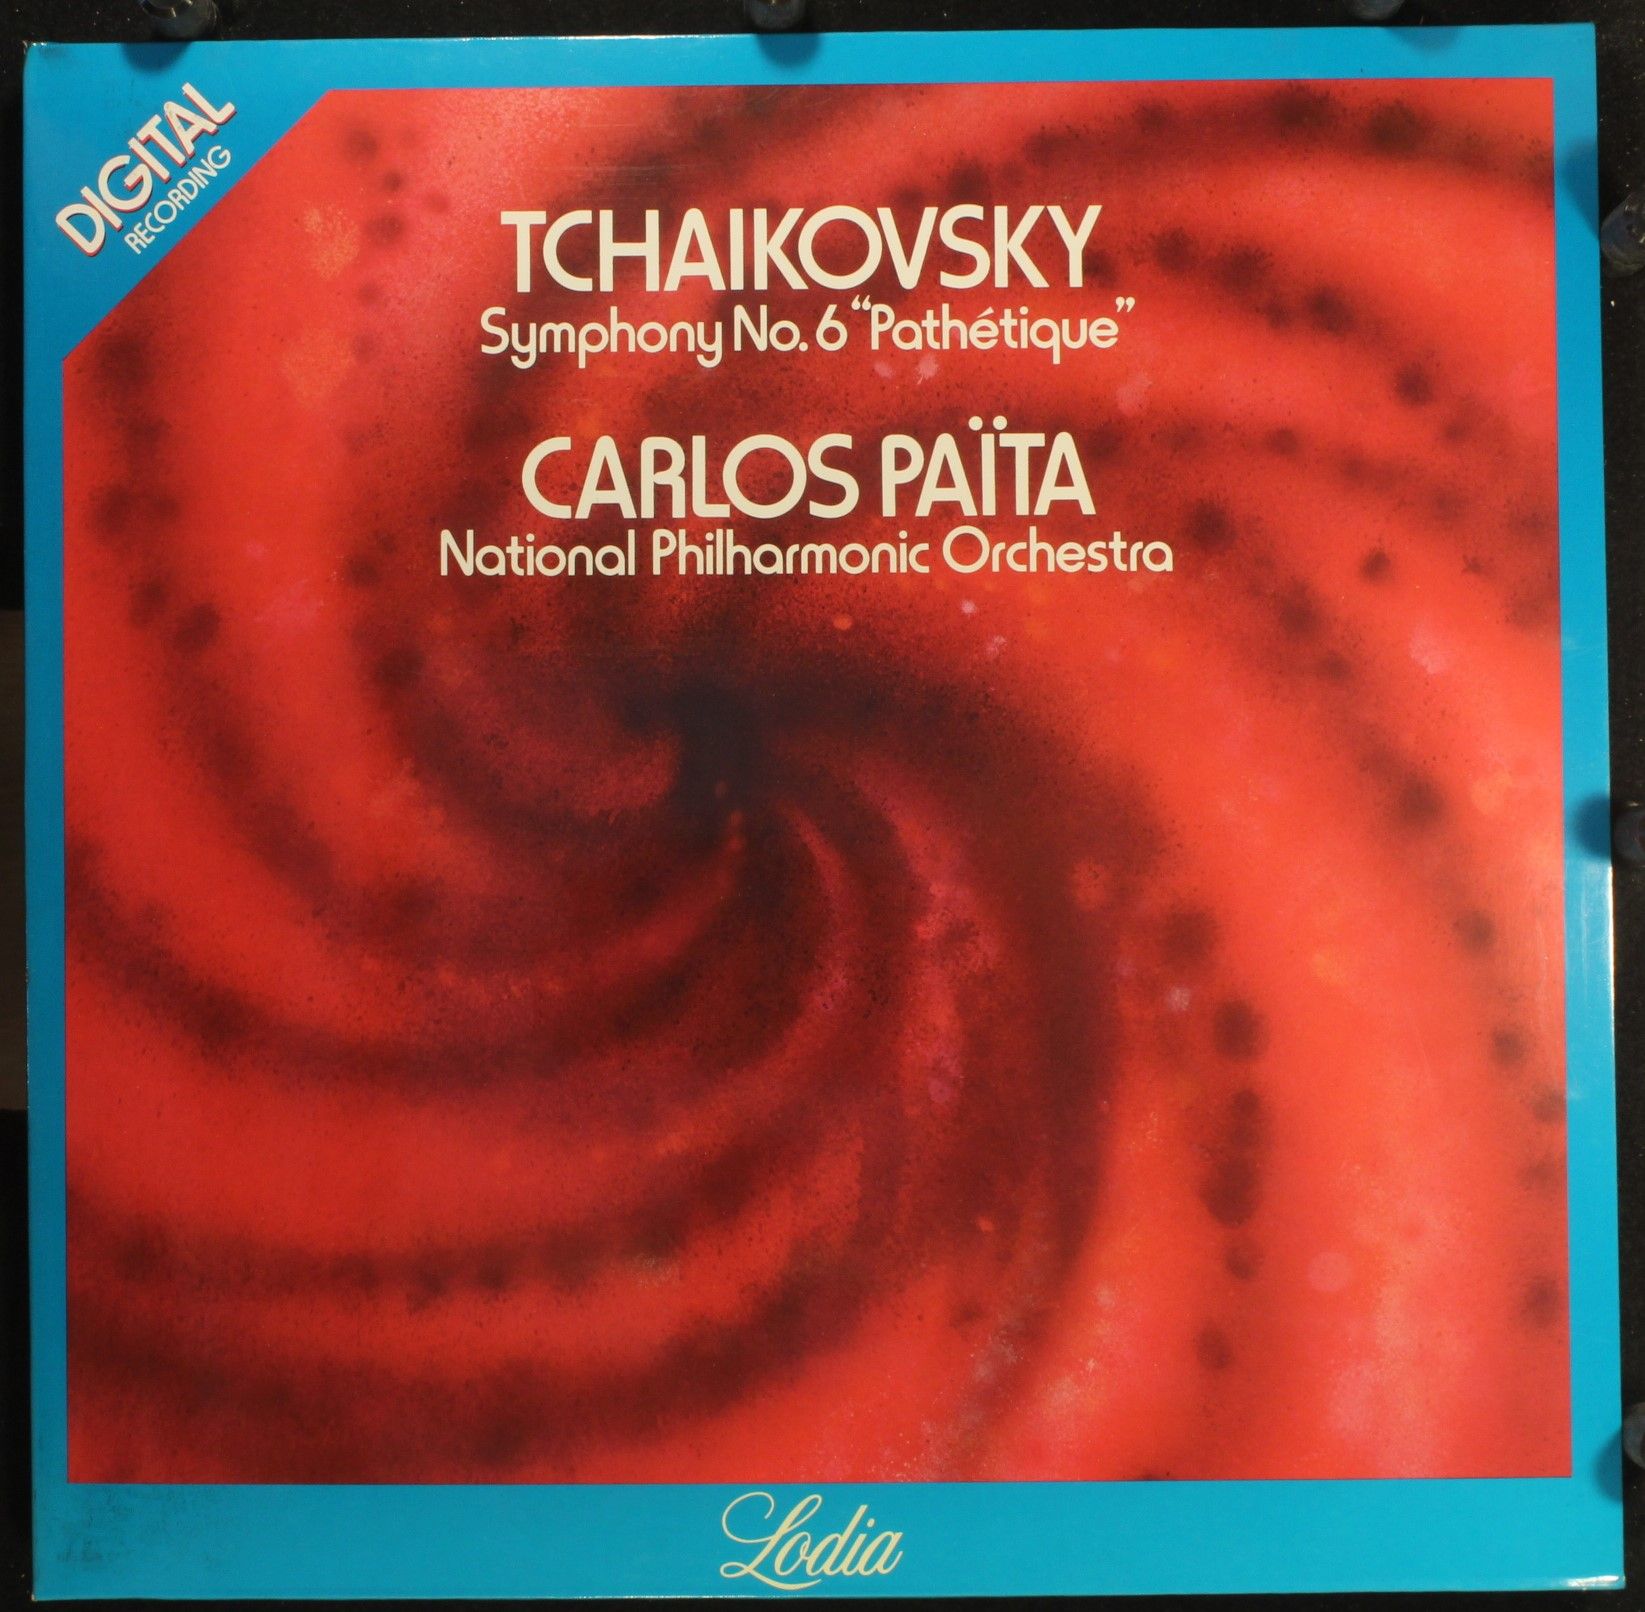 DIGITAL
RECORDING
TCHAIKOVSKY
Symphony No. 6 “Pathétique”
CARLOS PAÏTA
National Philharmonic Orchestra
Lodia